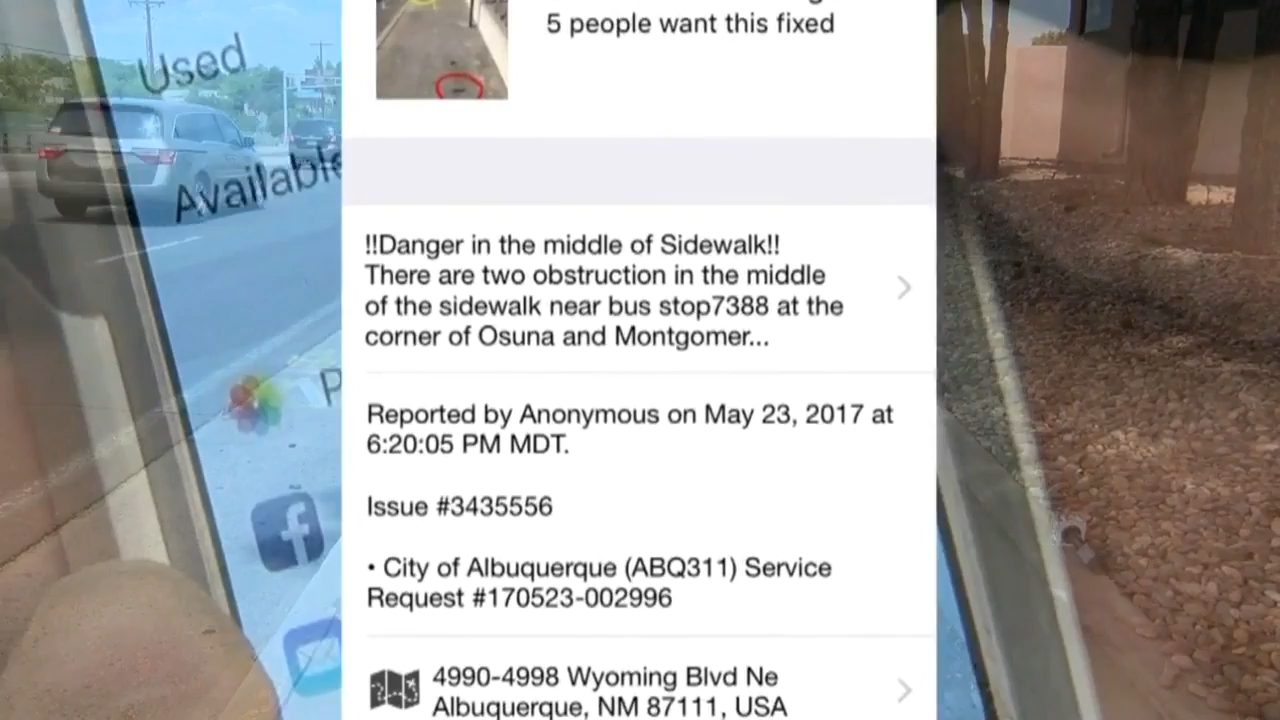 5 people want this fixed
Used
Available
!!Danger in the middle of Sidewalk!!
There are two obstruction in the middle
of the sidewalk near bus stop7388 at the
corner of Osuna and Montgomer...
P
Reported by Anonymous on May 23, 2017 at
6:20:05 PM MDT.
Issue #3435556
f
• City of Albuquerque (ABQ311) Service
Request #170523-002996
4990-4998 Wyoming Blvd Ne
Albuquerque, NM 87111, USA